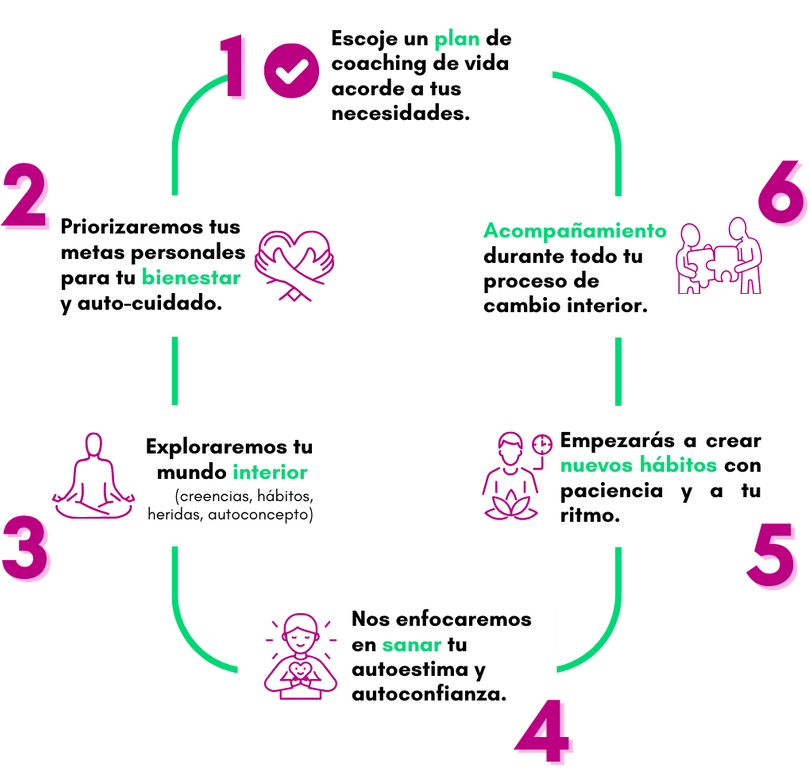 1
Escoje un plan de
coaching de vida
acorde a tus
necesidades.
2
Priorizaremos tus
metas personales
para tu bienestar
y auto-cuidado.
3
Exploraremos tu
mundo interior
(creencias, hábitos,
heridas, autoconcepto)
4
Nos enfocaremos
en sanar tu
autoestima y
autoconfianza.
5
Empezarás a crear
nuevos hábitos con
paciencia y a tu
ritmo.
6
Acompañamiento
durante todo tu
proceso de
cambio interior.